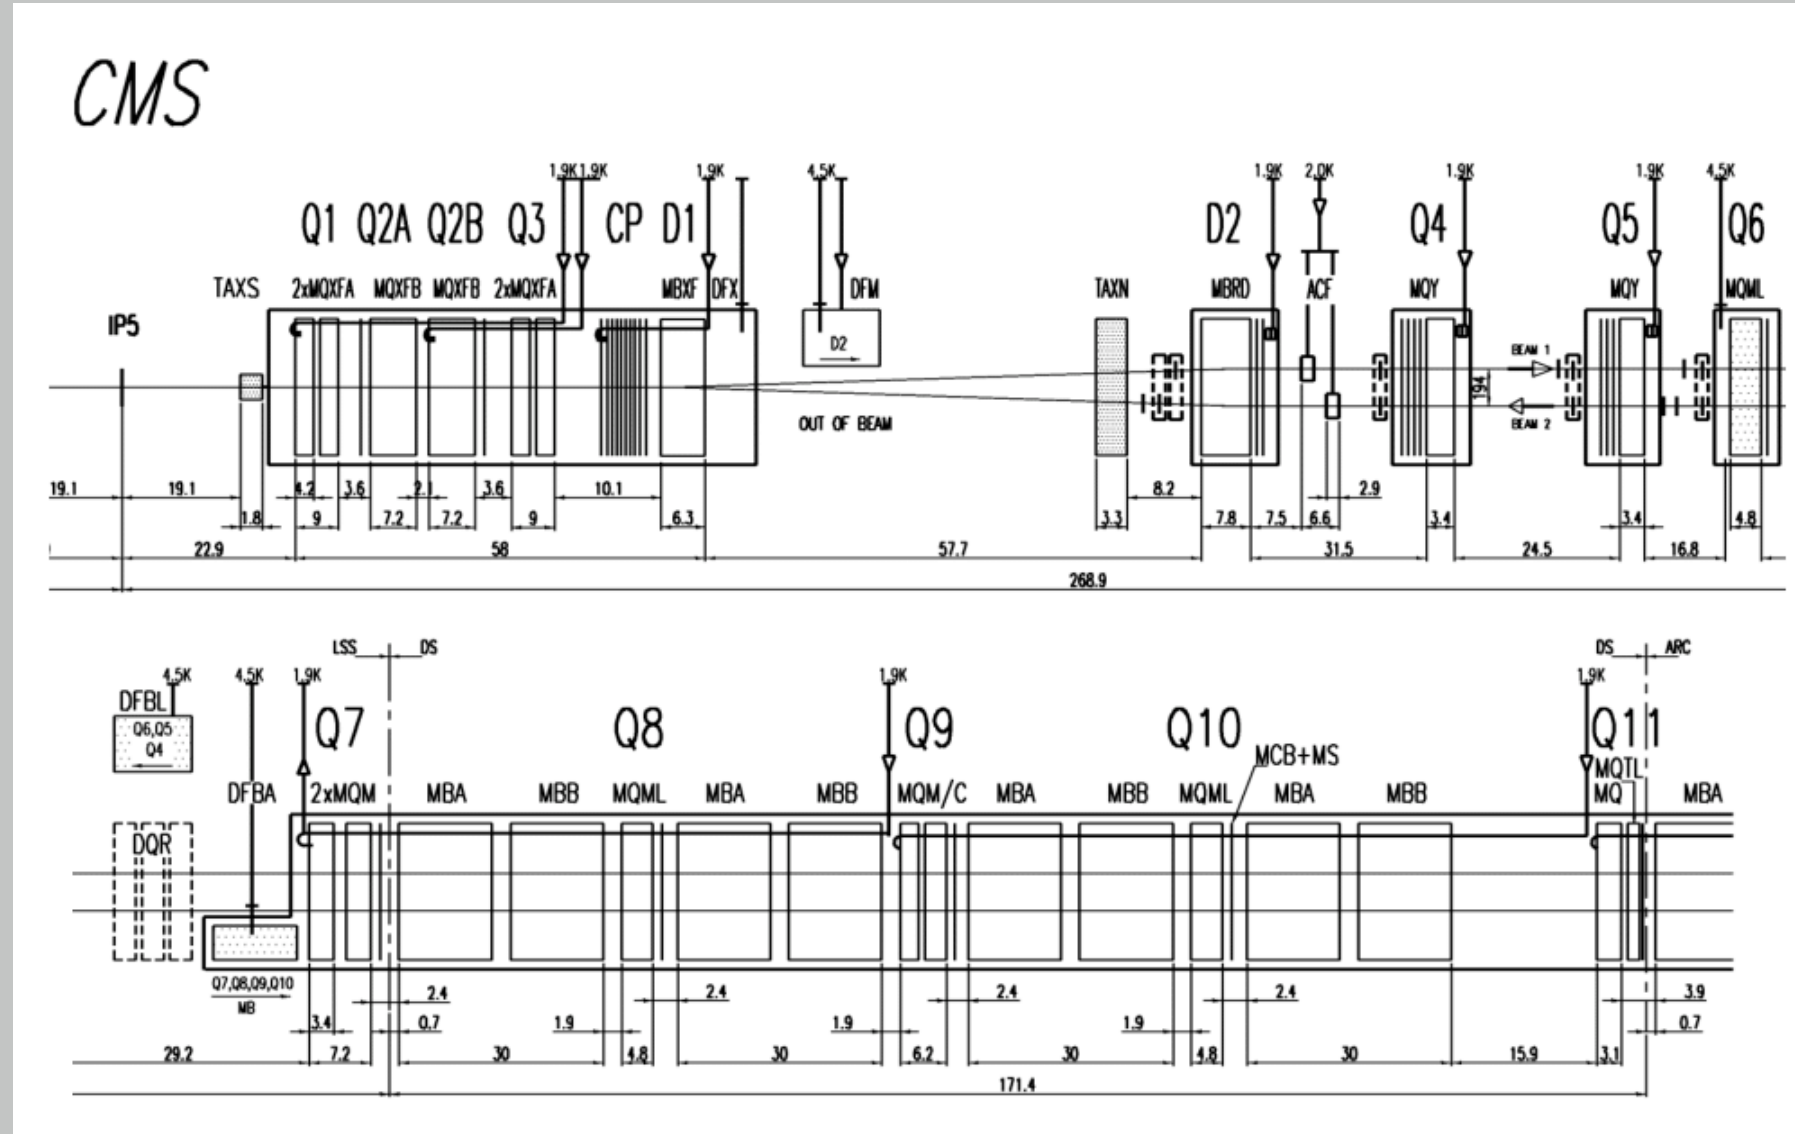 CMS
1.9K 1.9K 1.9K 4.5K 1.9K 2.0K 1.9K 1.9K 4.5K
Q1 Q2A Q2B Q3 CP D1 D2 Q4 Q5 Q6
TAXS 2xMQXFA MQXFB MQXFB 2xMQXFA MBXF DFX DFM TAXN MBRD ACF MQY MQY MQML
IP5
D2
BEAM 1
194
BEAM 2
OUT OF BEAM
19.1 19.1 4.2 3.6 2.1 3.6 10.1 8.2 2.9
1.8 9 7.2 7.2 9 6.3 3.3 7.8 7.5 6.6 3.4 3.4 4.8
22.9 58 57.7 31.5 24.5 16.8
268.9
LSS DS DS ARC
4.5K 4.5K 1.9K 1.9K 1.9K
DFBL Q7 Q8 Q9 Q10 Q11
Q6,Q5
Q4
MCB+MS
MQTL
DFBA 2xMQM MBA MBB MQML MBA MBB MQM/C MBA MBB MQML MBA MBB MQ MBA
DQR
Q7,Q8,Q9,Q10
MB
2.4 2.4 2.4 2.4 3.9
3.4 0.7 1.9 1.9 1.9 0.7
29.2 7.2 30 4.8 30 6.2 30 4.8 30 15.9 3.1
171.4